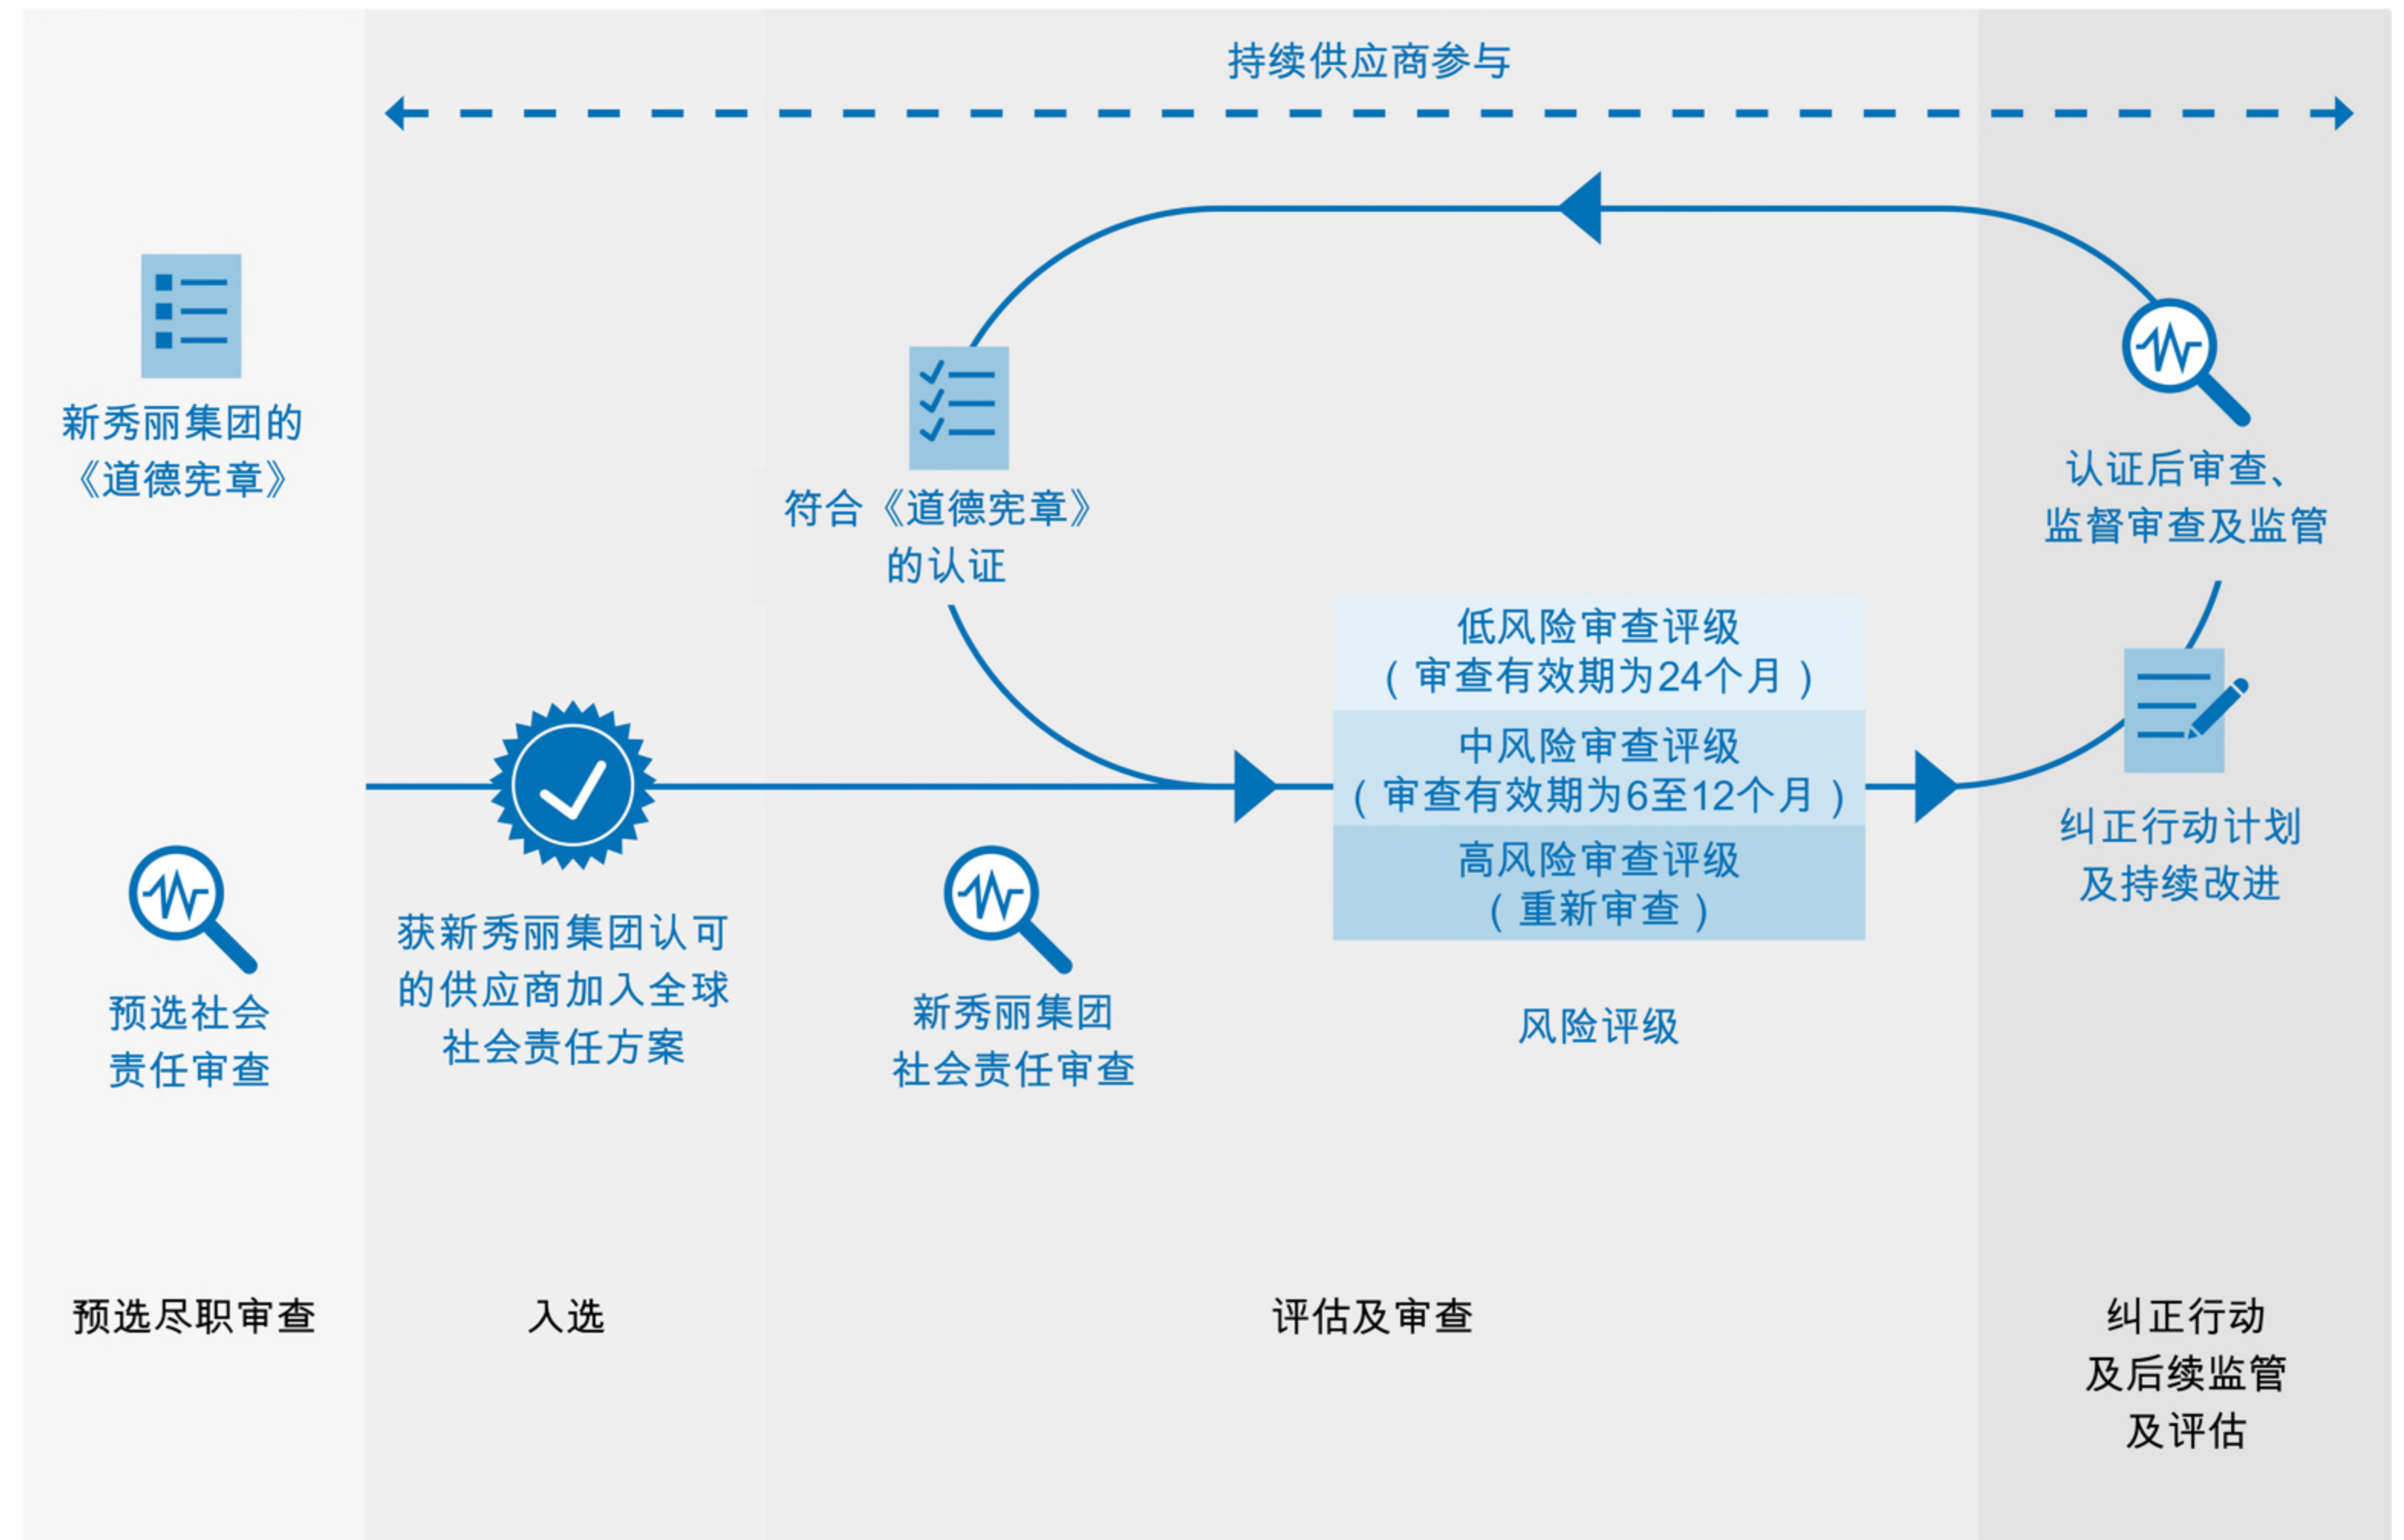 持续供应商参与
新秀丽集团的
《道德宪章》
预选社会
责任审查
获新秀丽集团认可
的供应商加入全球
社会责任方案
符合《道德宪章》
的认证
新秀丽集团
社会责任审查
低风险审查评级
（审查有效期为24个月）
中风险审查评级
（审查有效期为6至12个月）
高风险审查评级
（重新审查）
风险评级
认证后审查、
监督审查及监管
纠正行动计划
及持续改进
预选尽职审查
入选
评估及审查
纠正行动
及后续监管
及评估